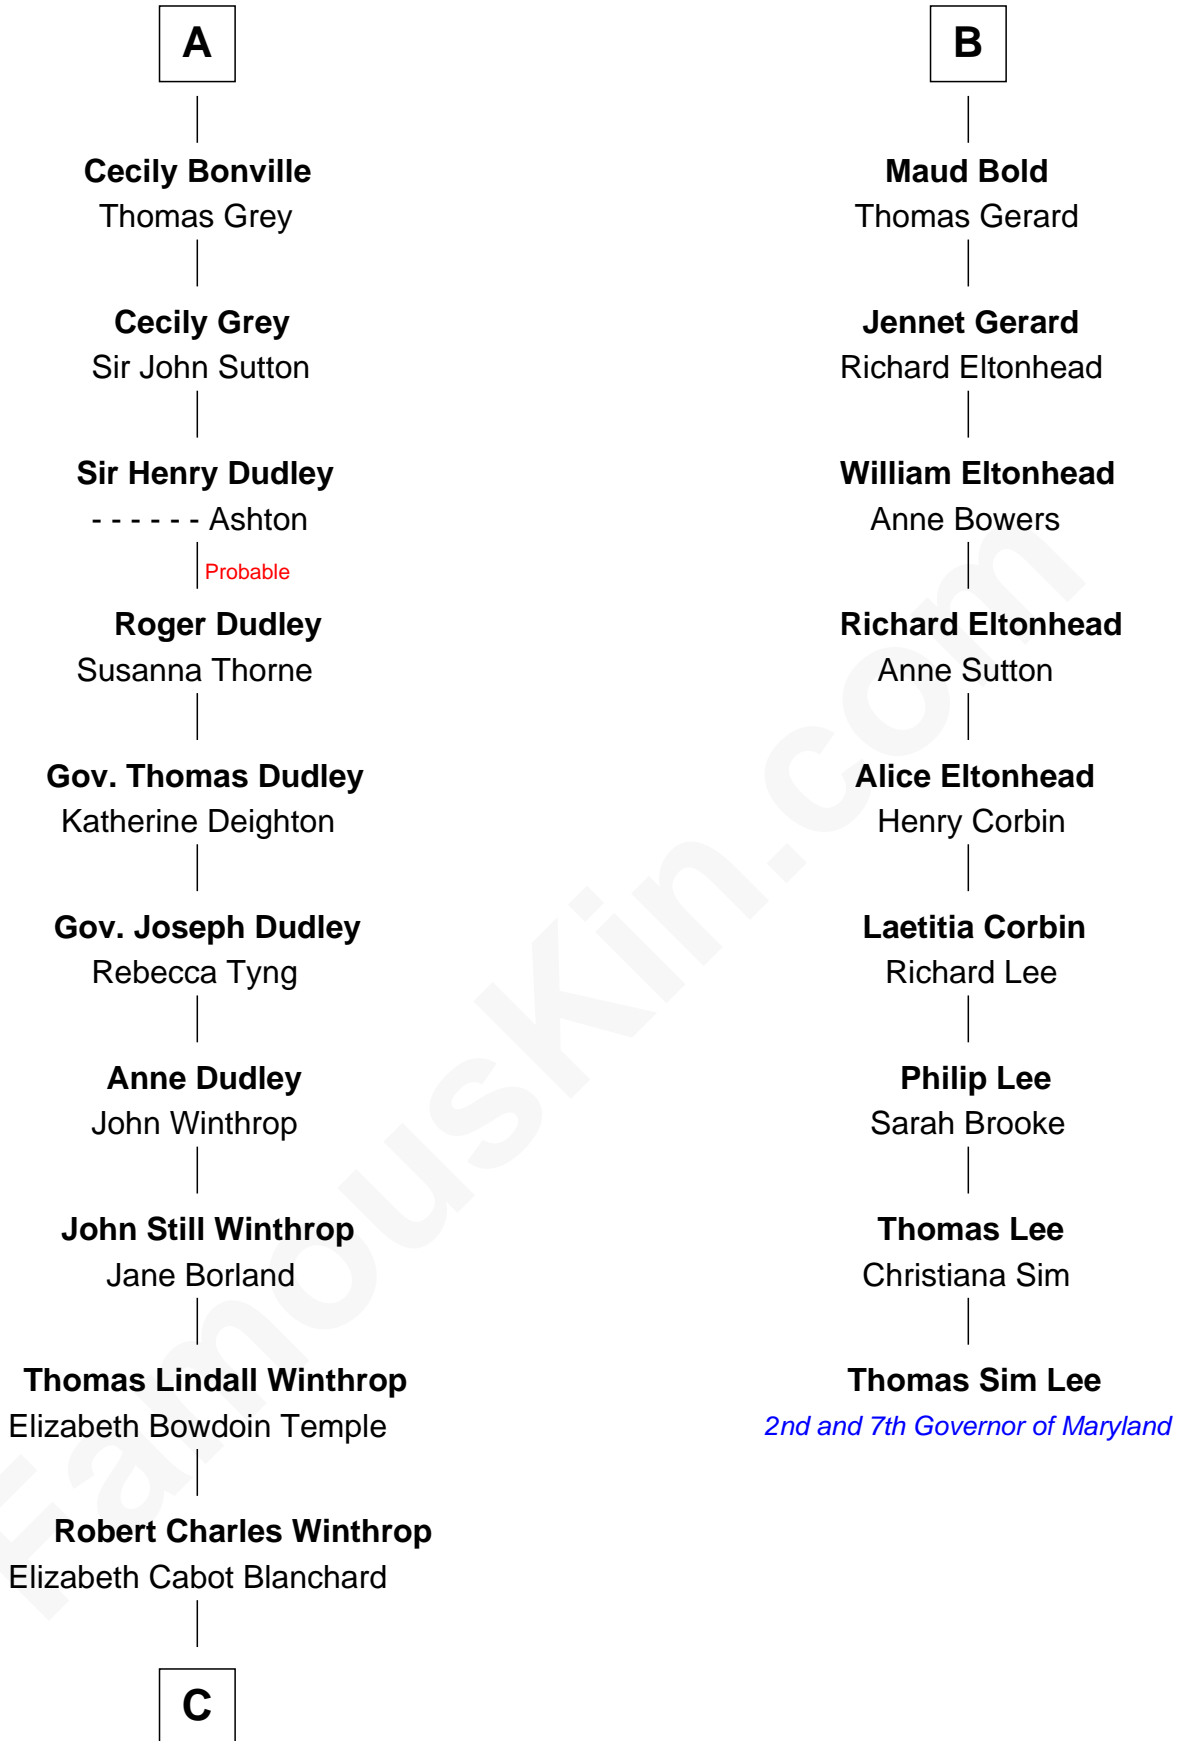 A
Cecily Bonville
Thomas Grey
Cecily Grey
Sir John Sutton
Sir Henry Dudley
- - - - - - Ashton
Probable
Roger Dudley
Susanna Thorne
Gov. Thomas Dudley
Katherine Deighton
Gov. Joseph Dudley
Rebecca Tyng
Anne Dudley
John Winthrop
John Still Winthrop
Jane Borland
Thomas Lindall Winthrop
Elizabeth Bowdoin Temple
Robert Charles Winthrop
Elizabeth Cabot Blanchard
C
B
Maud Bold
Thomas Gerard
Jennet Gerard
Richard Eltonhead
William Eltonhead
Anne Bowers
Richard Eltonhead
Anne Sutton
Alice Eltonhead
Henry Corbin
Laetitia Corbin
Richard Lee
Philip Lee
Sarah Brooke
Thomas Lee
Christiana Sim
Thomas Sim Lee
2nd and 7th Governor of Maryland
FamousKin.com